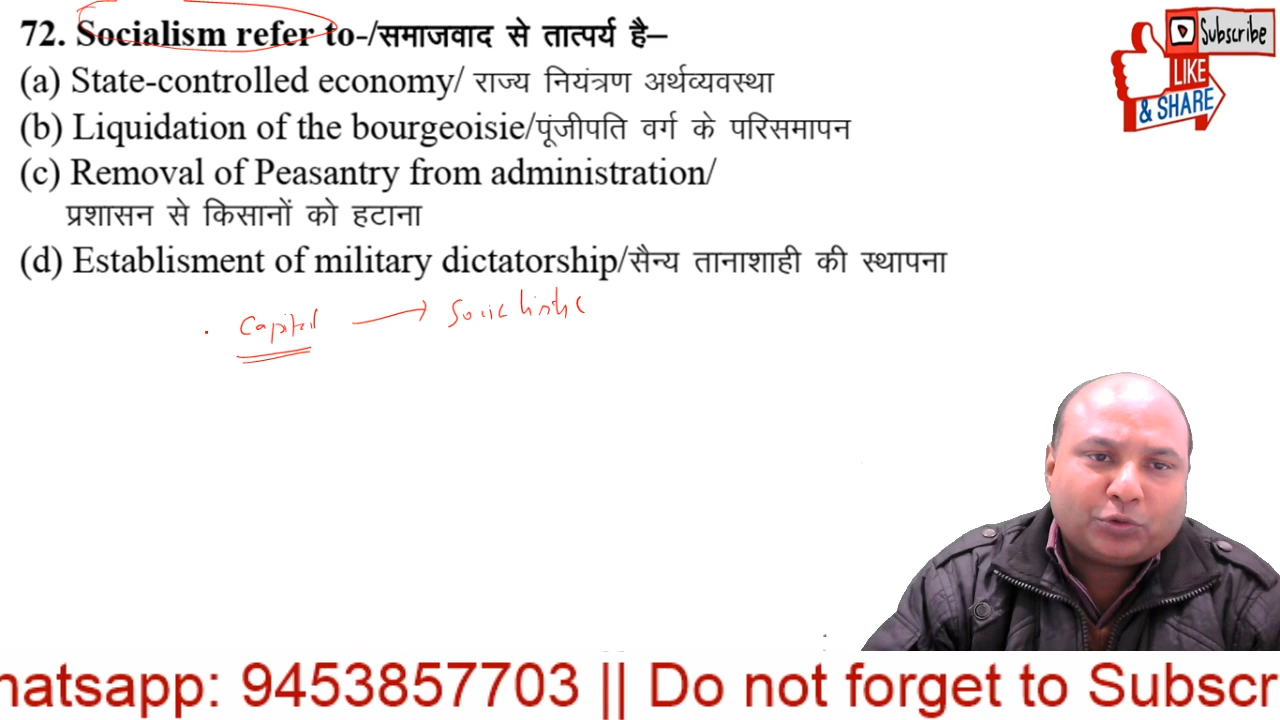 72. Socialism refer to-/समाजवाद से तात्पर्य है–
(a) State-controlled economy/ राज्य नियंत्रण अर्थव्यवस्था
(b) Liquidation of the bourgeoisie/पूंजीपति वर्ग के परिसमापन
(c) Removal of Peasantry from administration/
प्रशासन से किसानों को हटाना
(d) Establisment of military dictatorship/सैन्य तानाशाही की स्थापना
Subscribe
LIKE
& SHARE
hatsapp: 9453857703 || Do not forget to Subscr